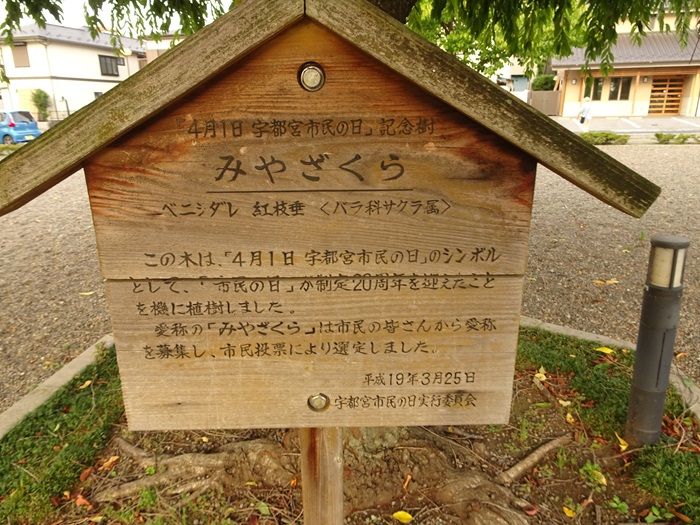 「4月1日 宇都宮市民の日」記念樹
みやざくら
ベニシダレ 紅枝垂 〈バラ科サクラ属〉
この木は、「4月1日 宇都宮市民の日」のシンボル
として、「市民の日」が制定20周年を迎えたこと
を機に植樹しました。
愛称の「みやざくら」は市民の皆さんから愛称
を募集し、市民投票により選定しました。
平成19年3月25日
宇都宮市民の日実行委員会